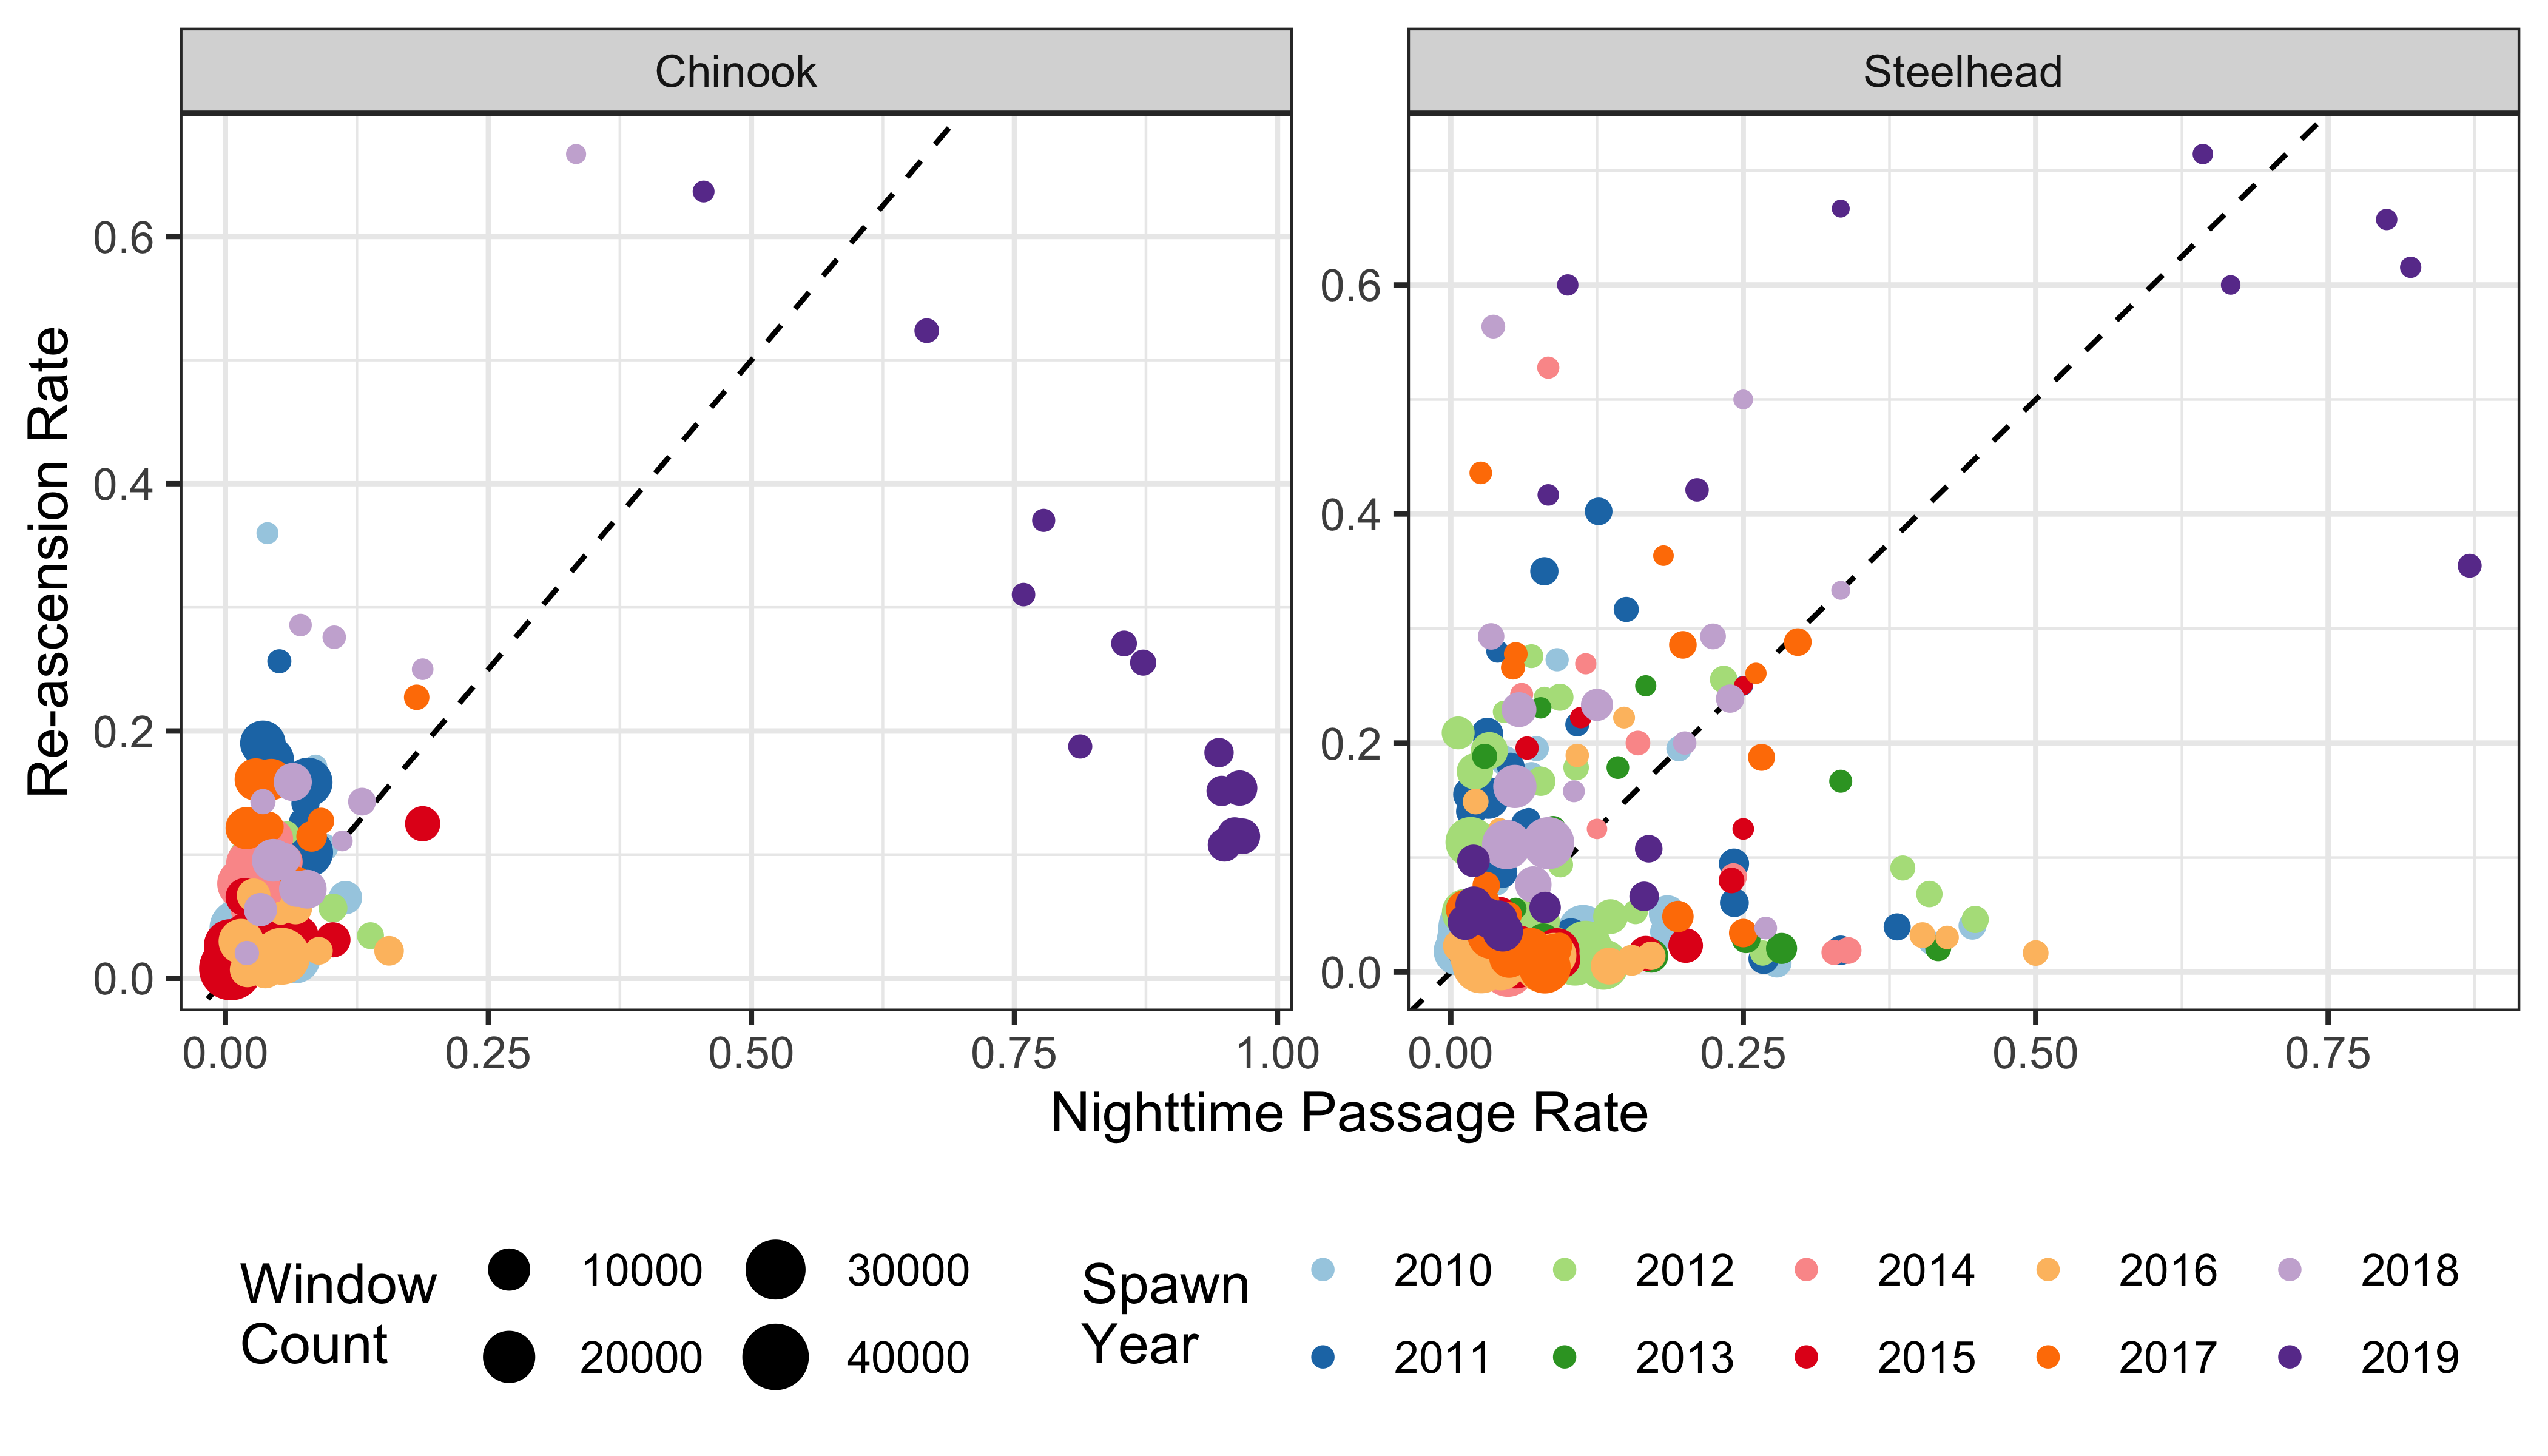 Chinook
Steelhead
Re-ascension Rate
0.6
0.4
0.2
0.0
0.6
0.4
0.2
0.0
0.00 0.25 0.50 0.75 1.00
0.00 0.25 0.50 0.75
Nighttime Passage Rate
Window
Count
10000 30000
20000 40000
Spawn
Year
2010 2012 2014 2016 2018
2011 2013 2015 2017 2019